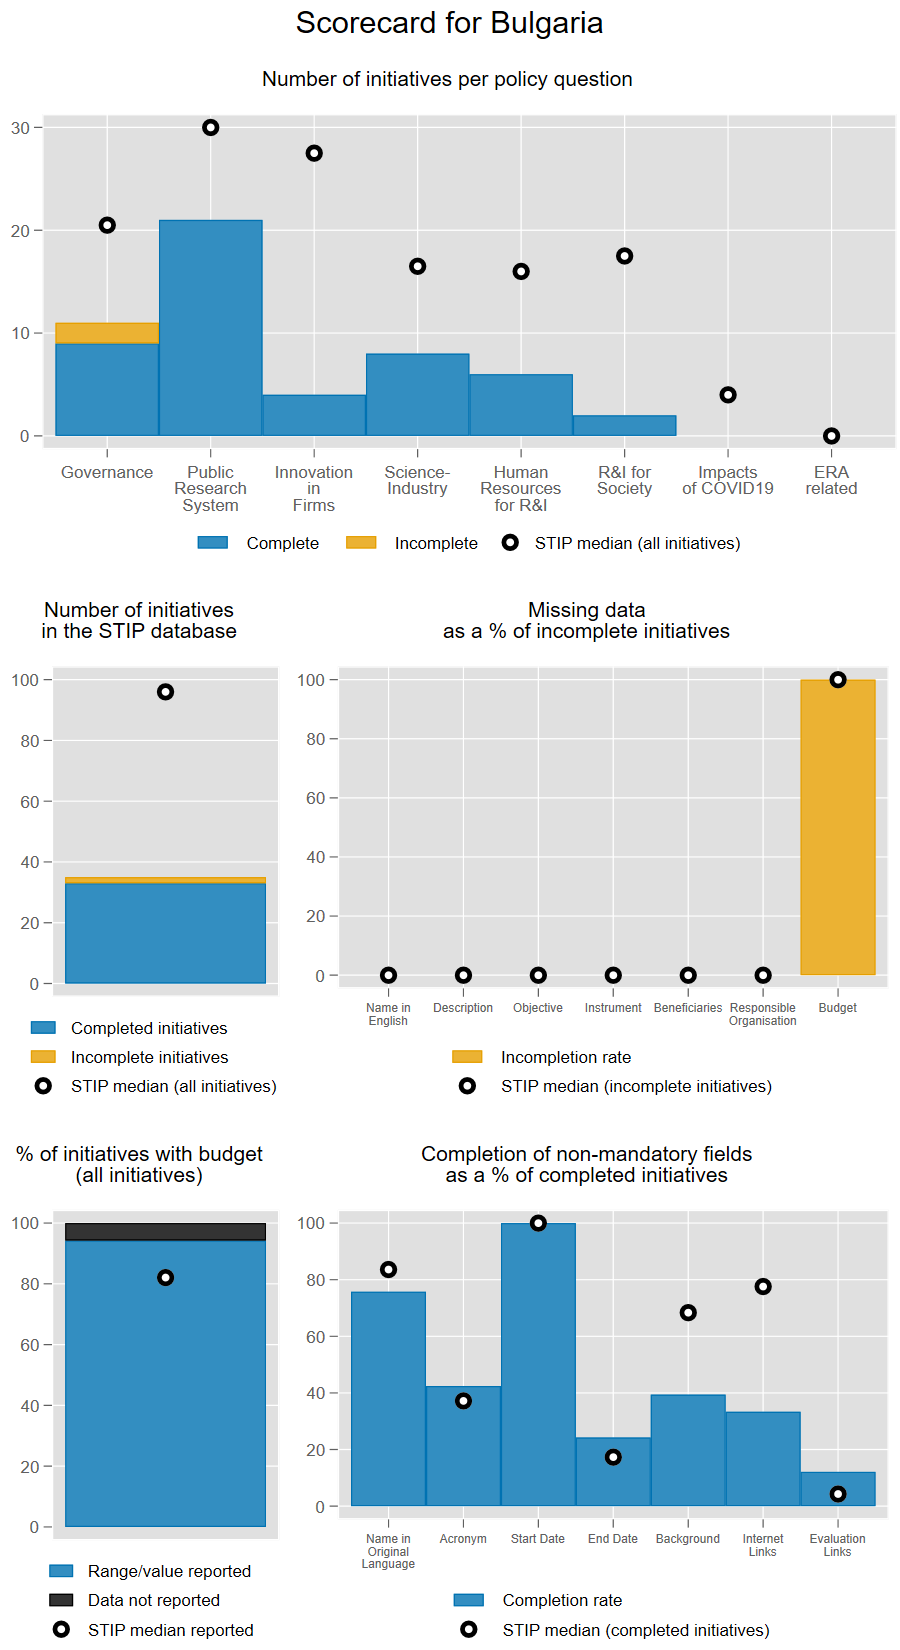 Scorecard for Bulgaria
Number of initiatives per policy question
30
20
10
0
Governance
Public
Research
System
Innovation
in
Firms
Science-
Industry
Human
Resources
for R&I
R&I for
Society
Impacts
of COVID19
ERA
related
Complete
Incomplete
STIP median (all initiatives)
Number of initiatives
in the STIP database
100
80
60
40
20
0
Completed initiatives
Incomplete initiatives
STIP median (all initiatives)
Missing data
as a % of incomplete initiatives
100
80
60
40
20
0
Name in
English
Description
Objective
Instrument
Beneficiaries
Responsible
Organisation
Budget
Incompletion rate
STIP median (incomplete initiatives)
% of initiatives with budget
(all initiatives)
100
80
60
40
20
0
Range/value reported
Data not reported
STIP median reported
Completion of non-mandatory fields
as a % of completed initiatives
100
80
60
40
20
0
Name in
Original
Language
Acronym
Start Date
End Date
Background
Internet
Links
Evaluation
Links
Completion rate
STIP median (completed initiatives)